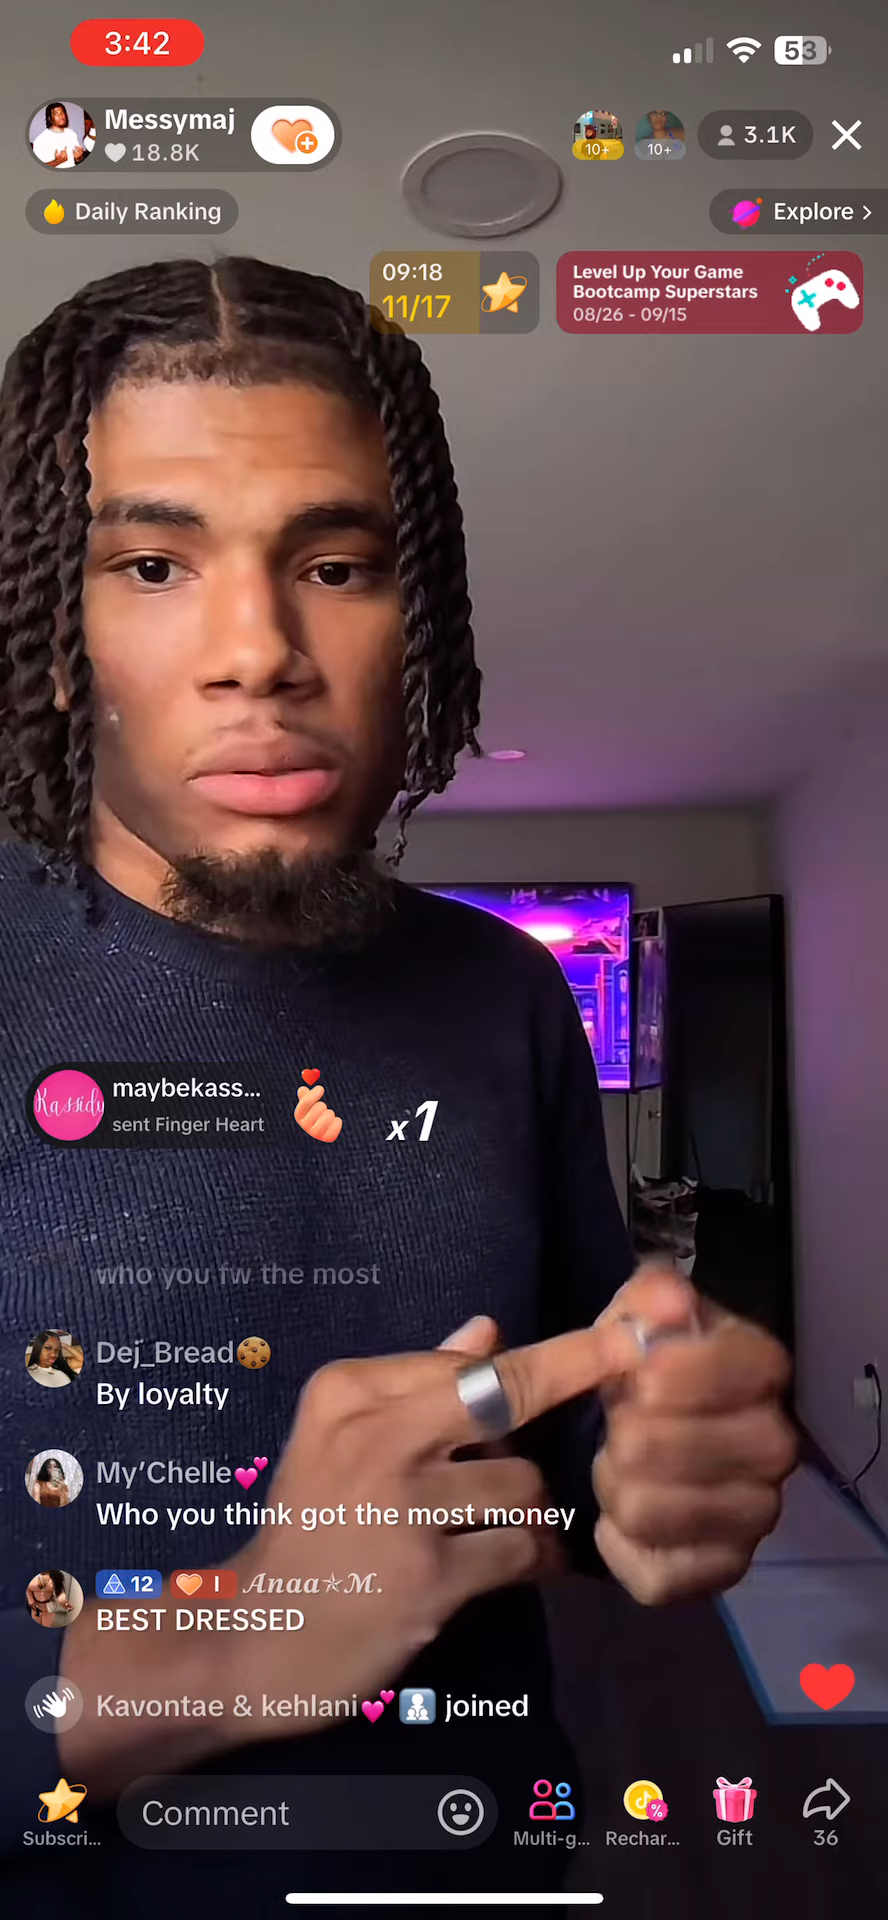 3:42
53
Messymaj
18.8K
10+
10+
3.1K
Daily Ranking
Explore >
09:18
11/17
Level Up Your Game
Bootcamp Superstars
08/26 - 09/15
Kassidy
maybekass...
sent Finger Heart
x1
who you fw the most
Dej_Bread🍪
By loyalty
My’Chelle💕
Who you think got the most money
12
I
𝓐𝓷𝓪𝓪✯𝓜.
BEST DRESSED
Kavontae & kehlani💕 joined
Comment
Subscri...
Multi-g...
Rechar...
Gift
36